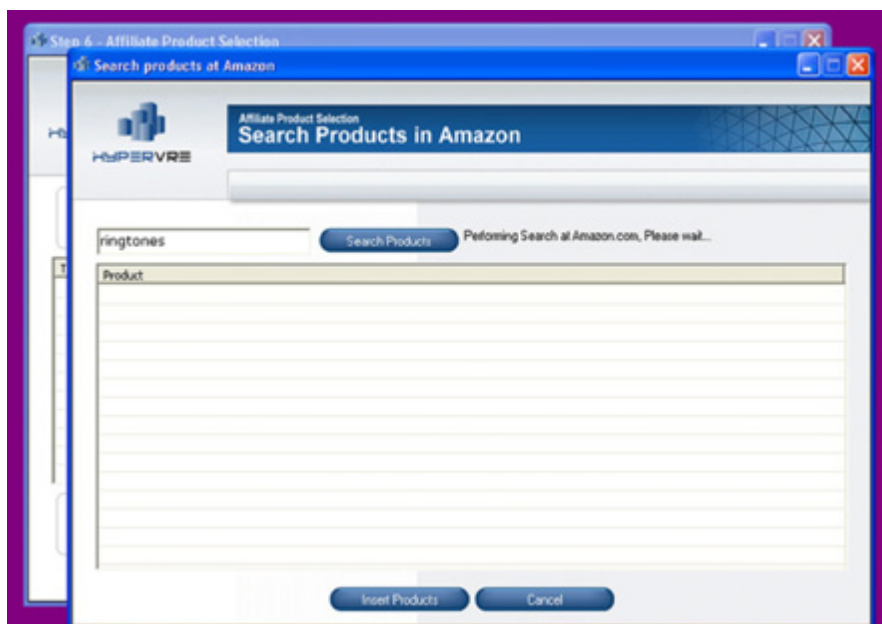 Step 6 - Affiliate Product Selection
Search products at Amazon
HYPERVRE
Affiliate Product Selection
Search Products in Amazon
ringtones
Search Products
Performing Search at Amazon.com, Please wait...
Product
Insert Products
Cancel